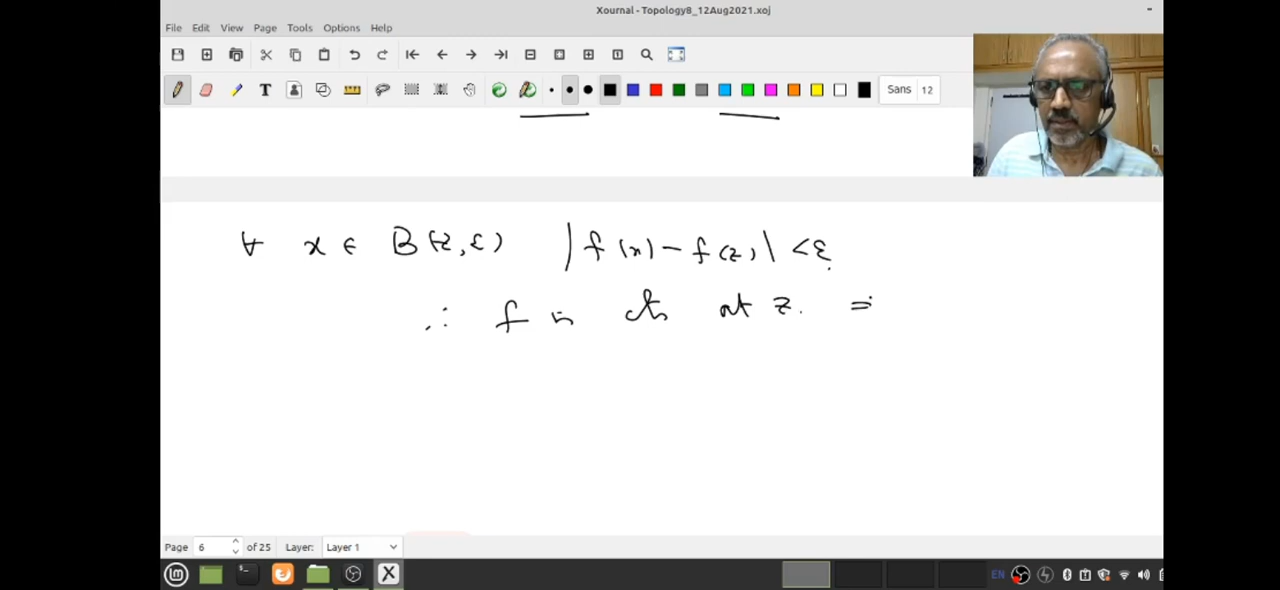 Xournal - Topology8_12Aug2021.xoj
File Edit View Page Tools Options Help
T Sans 12
∀ x ∈ B(z, ε) |f(x) - f(z)| < ε.
∴ f is cts at z. ⇒
Page 6 of 25 Layer: Layer 1
EN